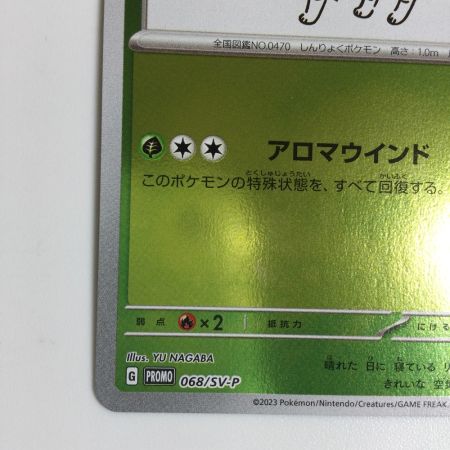 全国図鑑NO.0470 しんりょくポケモン 高さ:1.0m
アロマウインド
このポケモンの特殊状態を、すべて回復する。
弱点 ×2 抵抗力 にげる
Illus. YU NAGABA
晴れた 日に 寝ている リ
G PROMO 068/SV-P
きれいな 空気
©2023 Pokémon/Nintendo/Creatures/GAME FREAK.